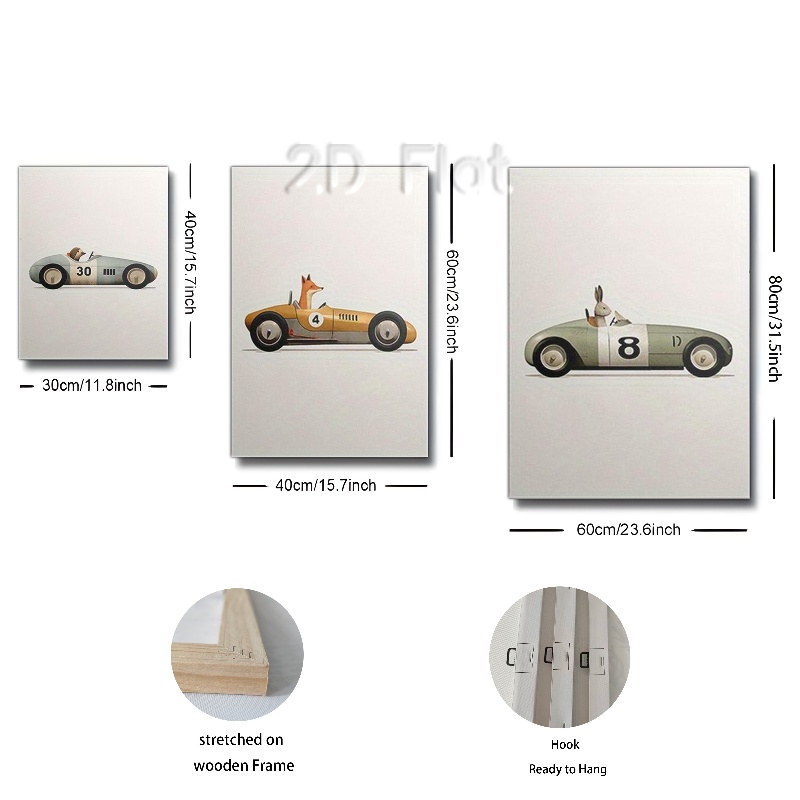 2D Flat
40cm/15.7inch
60cm/23.6inch
80cm/31.5inch
30
4
8
30cm/11.8inch
40cm/15.7inch
60cm/23.6inch
stretched on
wooden Frame
Hook
Ready to Hang